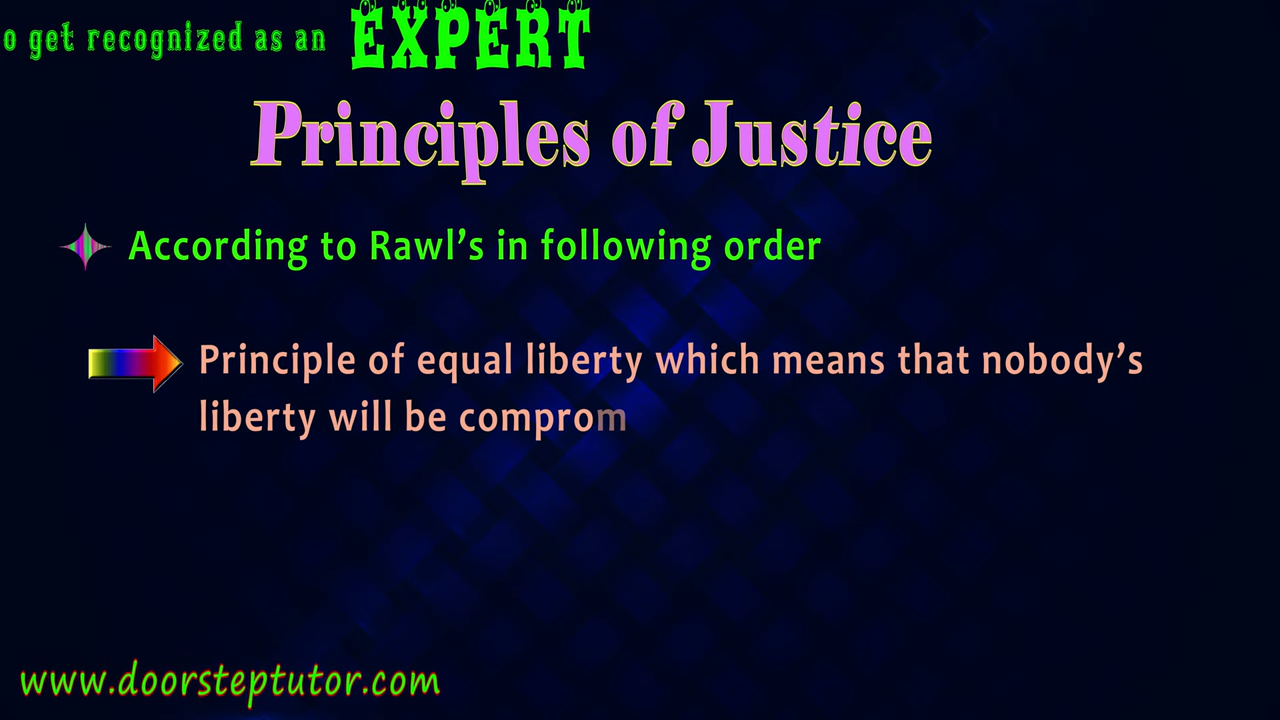 o get recognized as an EXPERT
Principles of Justice
According to Rawl’s in following order
Principle of equal liberty which means that nobody’s
liberty will be comprom
www.doorsteptutor.com